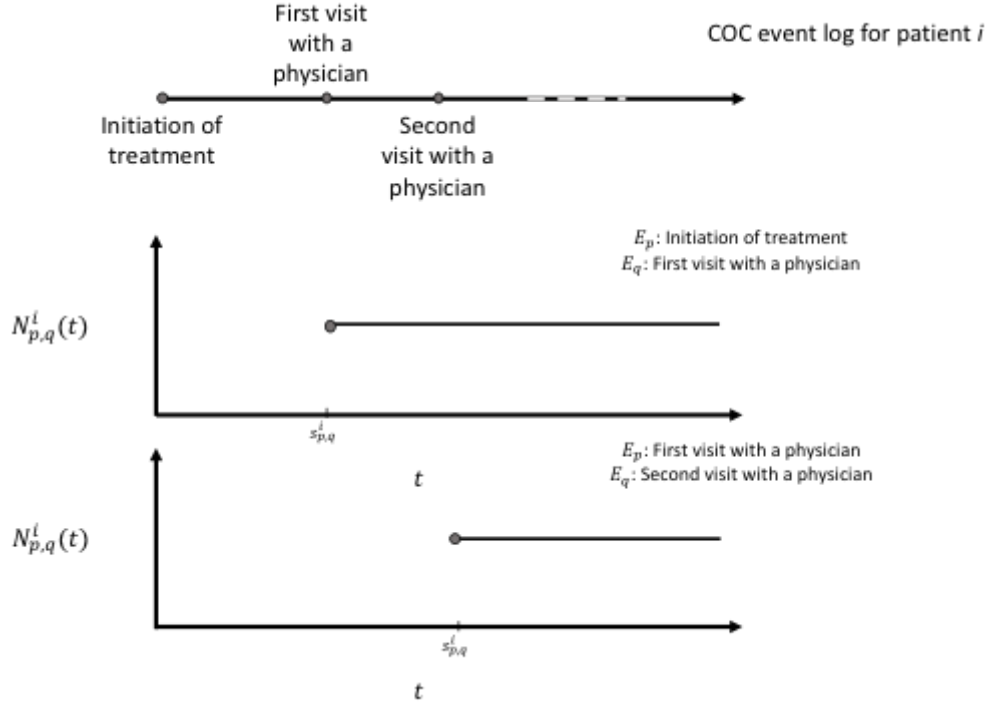 First visit
with a
physician
COC event log for patient i
Initiation of
treatment
Second
visit with a
physician
E_p: Initiation of treatment
E_q: First visit with a physician
N^i_{p,q}(t)
s^i_{p,q}
t
E_p: First visit with a physician
E_q: Second visit with a physician
N^i_{p,q}(t)
s^i_{p,q}
t